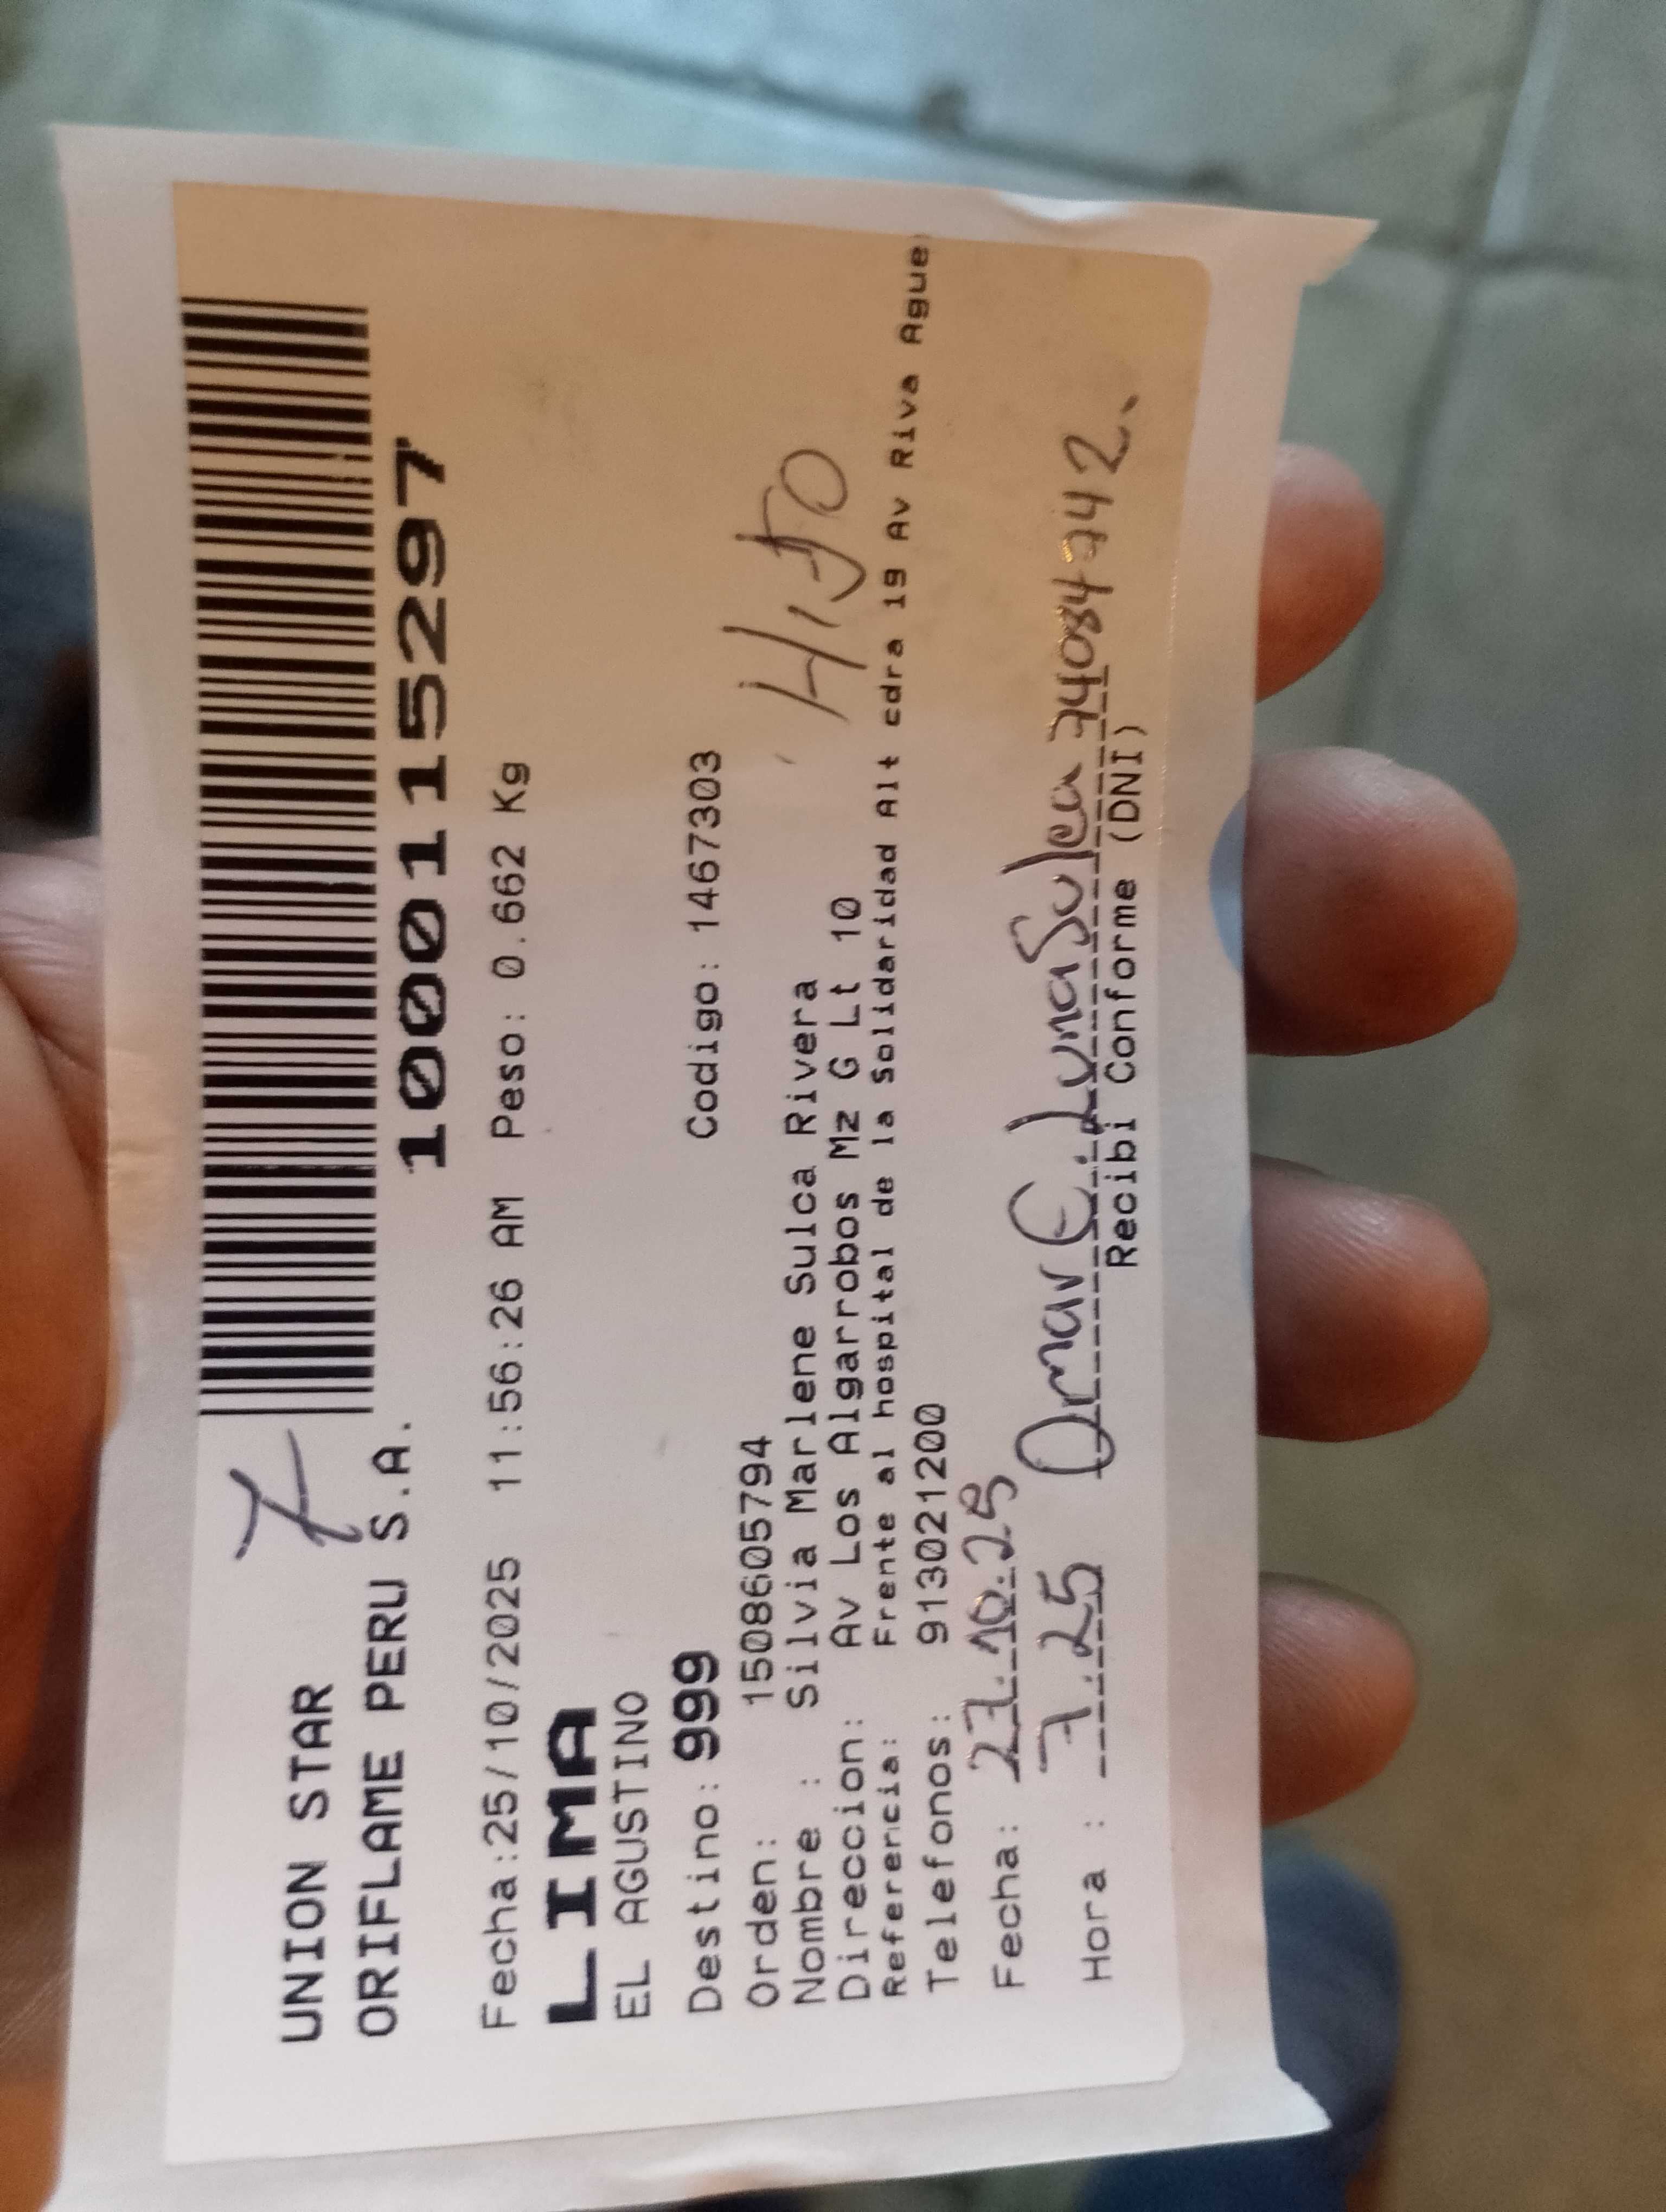 UNION STAR
ORIFLAME PERU S.A.
1000115297
Fecha:25/10/2025 11:56:26 AM Peso: 0.662 Kg
LIMA
EL AGUSTINO
Destino: 999 Codigo: 1467303
Orden: 1508605794
Nombre : Silvia Marlene Sulca Rivera
HIJO
Direccion: Av Los Algarrobos Mz G Lt 10
Referencia: Frente al hospital de la Solidaridad Alt cdra 19 Av Riva Ague
Telefonos: 913021200
Fecha: 27.10.25
Hora : 7.25 Omar E. Luna Sulca 74084742.
Recibi Conforme (DNI)